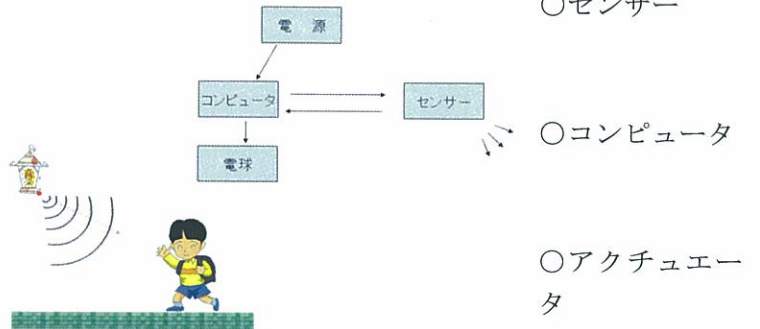 電 源
コンピュータ
センサー
電球
○センサー
○コンピュータ
○アクチュエー
タ